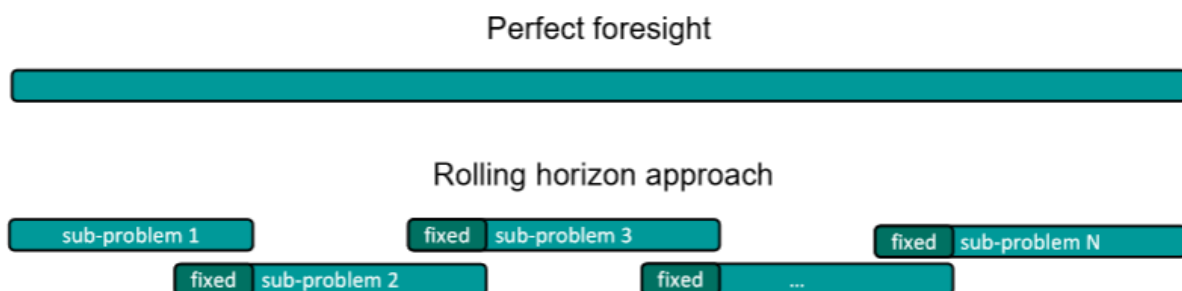 Perfect foresight
Rolling horizon approach
sub-problem 1
fixed sub-problem 3
fixed sub-problem N
fixed sub-problem 2
fixed ...